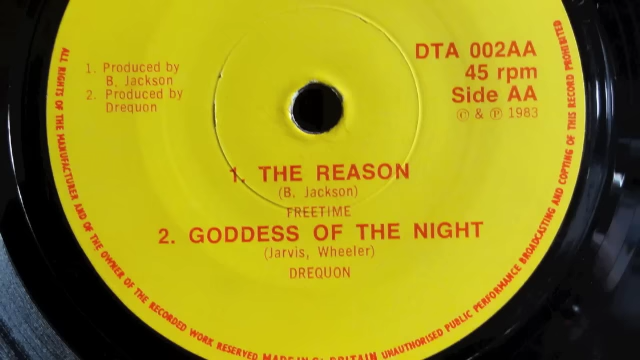 1. Produced by
B. Jackson
2. Produced by
Drequon
DTA 002AA
45 rpm
Side AA
© & ℗ 1983
1. THE REASON
(B. Jackson)
FREETIME
2. GODDESS OF THE NIGHT
(Jarvis, Wheeler)
DREQUON
ALL RIGHTS OF THE MANUFACTURER AND OF THE OWNER OF THE RECORDED WORK RESERVED MADE IN BRITAIN UNAUTHORISED PUBLIC PERFORMANCE BROADCASTING AND COPYING OF THIS RECORD PROHIBITED